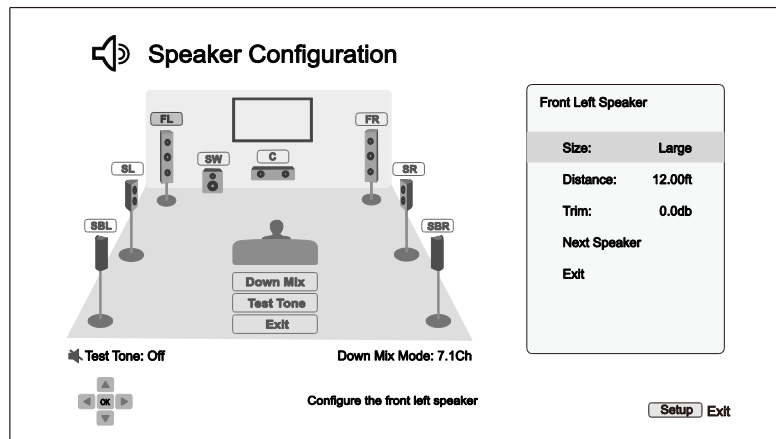 Speaker Configuration
FL
FR
SW
C
SL
SR
SBL
SBR
Down Mix
Test Tone
Exit
Test Tone: Off
Down Mix Mode: 7.1Ch
OK
Configure the front left speaker
Front Left Speaker
Size: Large
Distance: 12.00ft
Trim: 0.0db
Next Speaker
Exit
Setup Exit